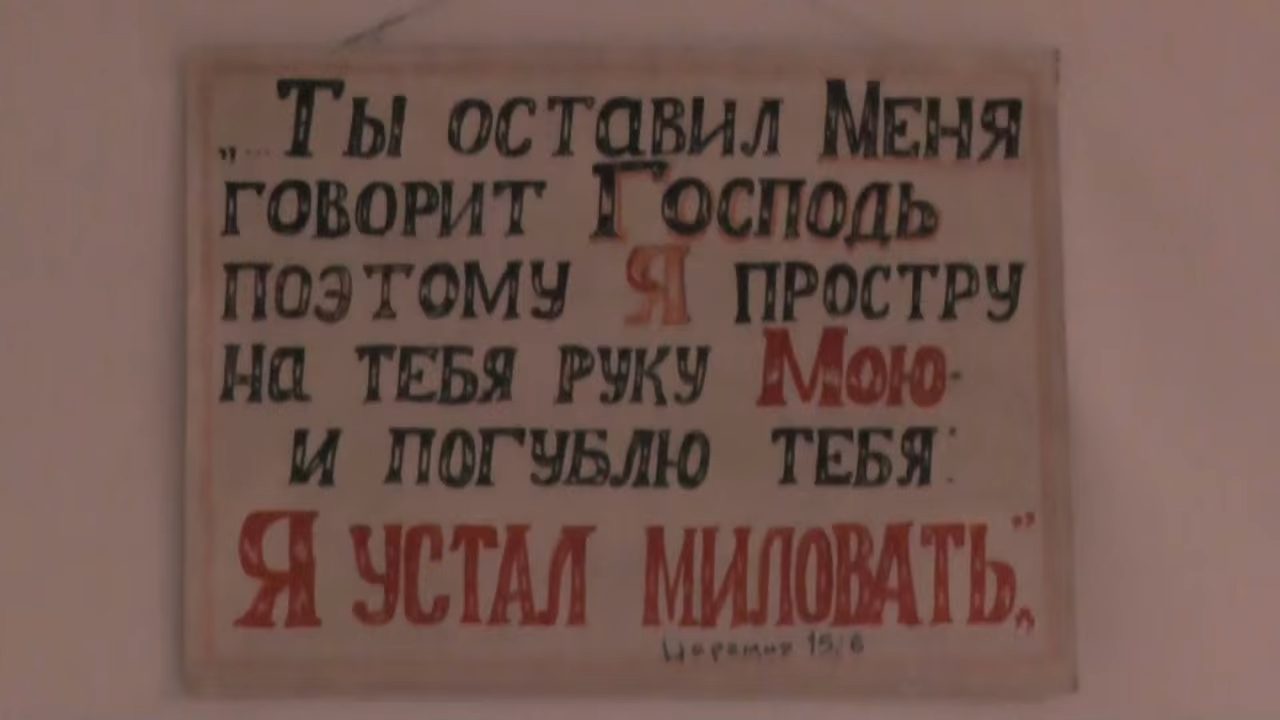 „...Ты оставил Меня
говорит Господь
поэтому Я простру
на тебя руку Мою-
и погублю тебя:
Я УСТАЛ МИЛОВАТЬ."
Иеремия 15:6